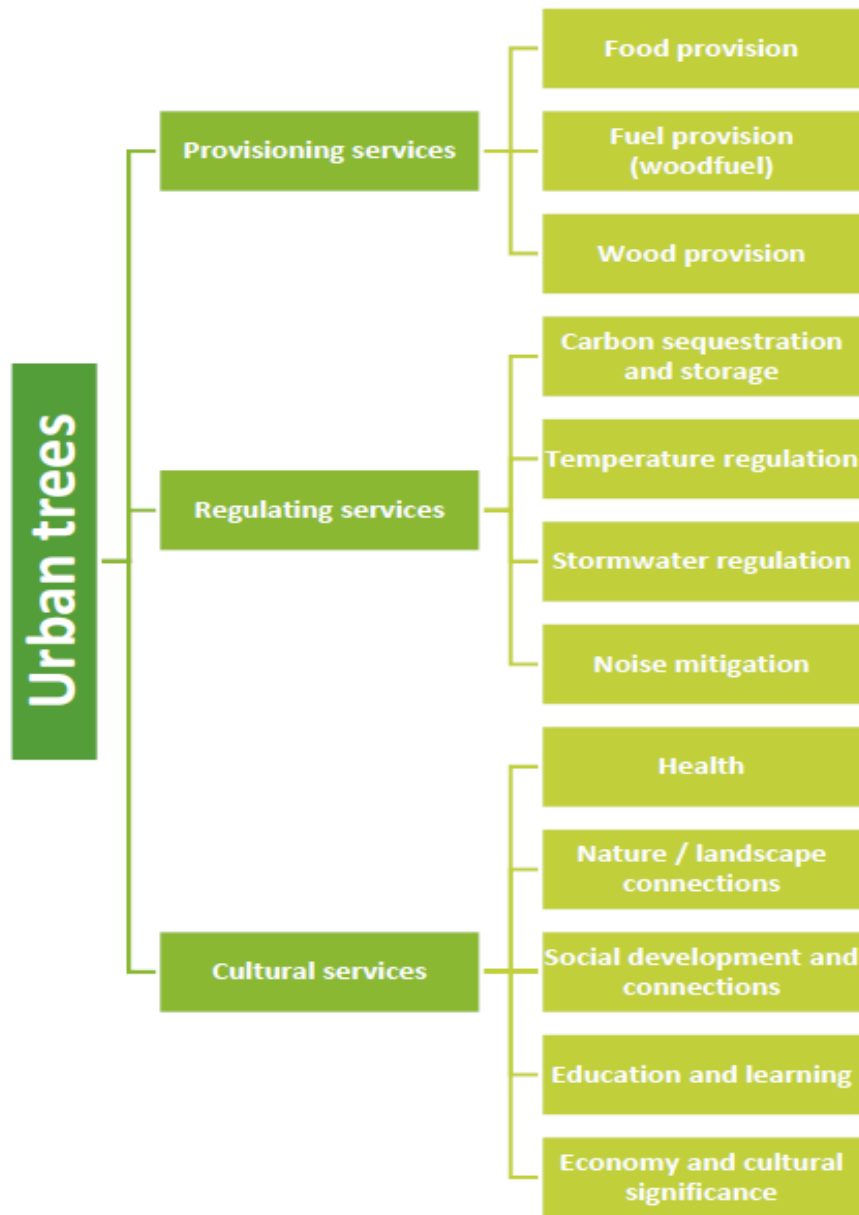 Urban trees
Provisioning services
Food provision
Fuel provision
(woodfuel)
Wood provision
Regulating services
Carbon sequestration
and storage
Temperature regulation
Stormwater regulation
Noise mitigation
Cultural services
Health
Nature / landscape
connections
Social development and
connections
Education and learning
Economy and cultural
significance